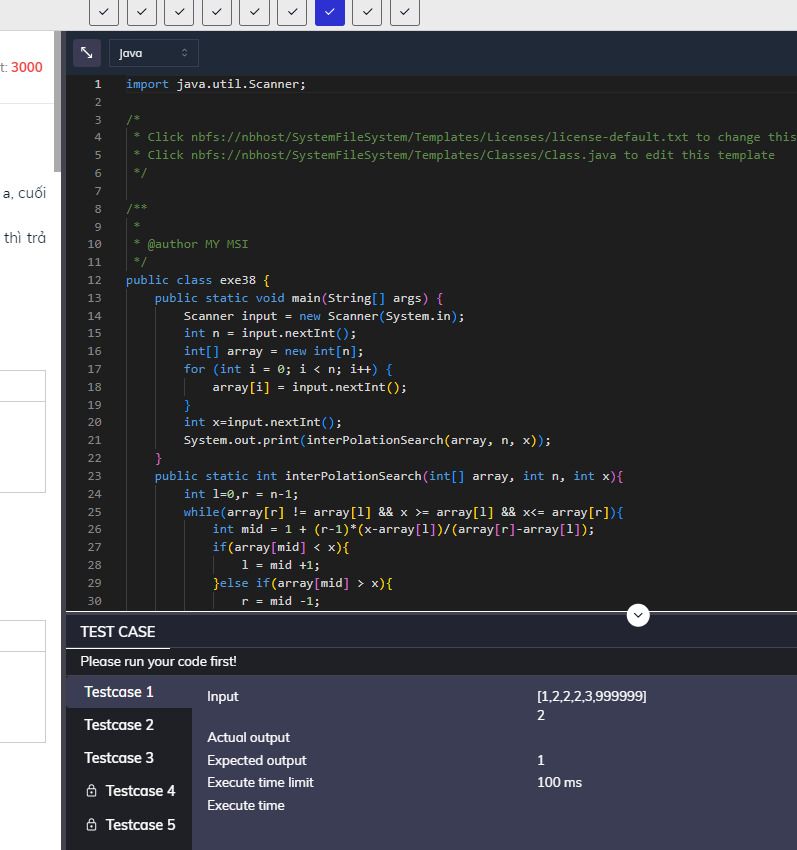 Java
t: 3000
a, cuối
thì trả
1 import java.util.Scanner;
2
3 /*
4 * Click nbfs://nbhost/SystemFileSystem/Templates/Licenses/license-default.txt to change this
5 * Click nbfs://nbhost/SystemFileSystem/Templates/Classes/Class.java to edit this template
6 */
7
8 /**
9 *
10 * @author MY MSI
11 */
12 public class exe38 {
13 public static void main(String[] args) {
14 Scanner input = new Scanner(System.in);
15 int n = input.nextInt();
16 int[] array = new int[n];
17 for (int i = 0; i < n; i++) {
18 array[i] = input.nextInt();
19 }
20 int x=input.nextInt();
21 System.out.print(interPolationSearch(array, n, x));
22 }
23 public static int interPolationSearch(int[] array, int n, int x){
24 int l=0,r = n-1;
25 while(array[r] != array[l] && x >= array[l] && x<= array[r]){
26 int mid = 1 + (r-1)*(x-array[l])/(array[r]-array[l]);
27 if(array[mid] < x){
28 l = mid +1;
29 }else if(array[mid] > x){
30 r = mid -1;
TEST CASE
Please run your code first!
Testcase 1
Testcase 2
Testcase 3
Testcase 4
Testcase 5
Input [1,2,2,2,3,999999]
2
Actual output
Expected output 1
Execute time limit 100 ms
Execute time